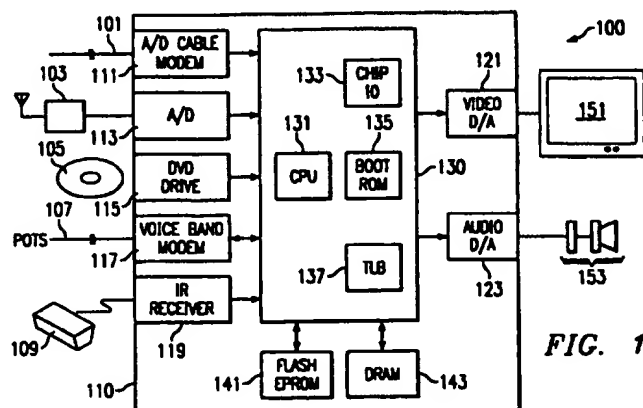 101
A/D CABLE
MODEM
111
103
A/D
113
105
DVD
DRIVE
115
POTS
107
VOICE BAND
MODEM
117
IR
RECEIVER
119
109
110
133
CHIP
IO
131
135
CPU
BOOT
ROM
130
137
TLB
141
FLASH
EPROM
DRAM
143
121
VIDEO
D/A
AUDIO
D/A
123
100
151
153
FIG. 1